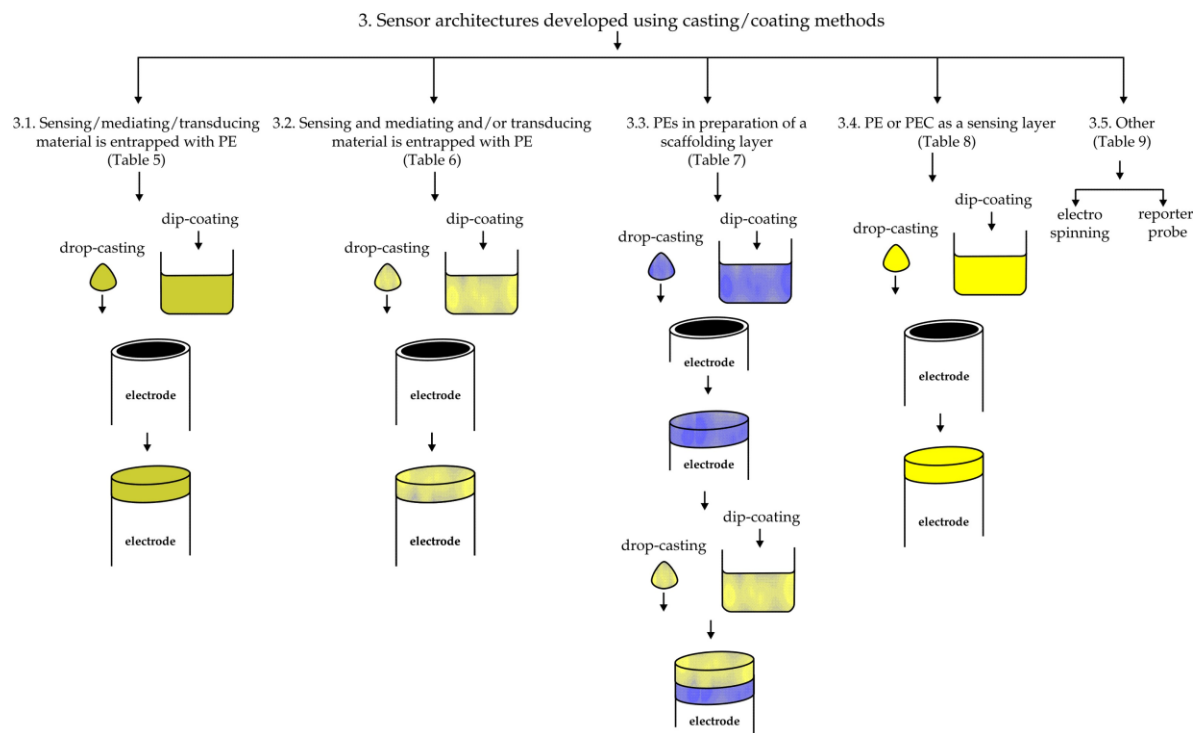 3. Sensor architectures developed using casting/coating methods
3.1. Sensing/mediating/transducing
material is entrapped with PE
(Table 5)
dip-coating
drop-casting
electrode
electrode
3.2. Sensing and mediating and/or transducing
material is entrapped with PE
(Table 6)
dip-coating
drop-casting
electrode
electrode
3.3. PEs in preparation of a
scaffolding layer
(Table 7)
dip-coating
drop-casting
electrode
electrode
dip-coating
drop-casting
electrode
3.4. PE or PEC as a sensing layer
(Table 8)
dip-coating
drop-casting
electrode
electrode
3.5. Other
(Table 9)
electro
spinning
reporter
probe